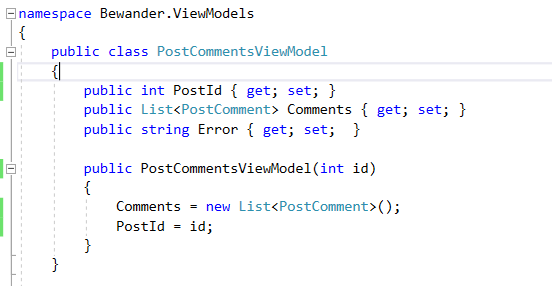 namespace Bewander.ViewModels
{
    public class PostCommentsViewModel
    {
        public int PostId { get; set; }
        public List<PostComment> Comments { get; set; }
        public string Error { get; set;  }

        public PostCommentsViewModel(int id)
        {
            Comments = new List<PostComment>();
            PostId = id;
        }
    }